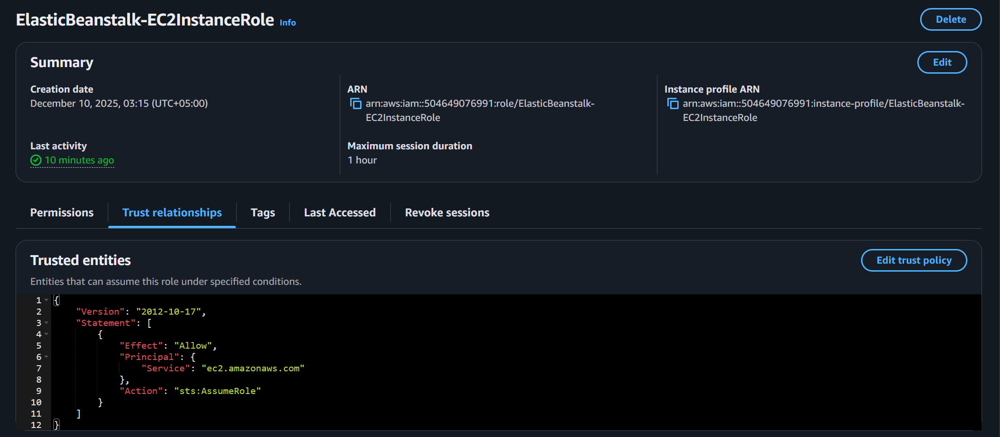 ElasticBeanstalk-EC2InstanceRole Info
Delete
Summary
Edit
Creation date
December 10, 2025, 03:15 (UTC+05:00)
ARN
arn:aws:iam::504649076991:role/ElasticBeanstalk-
EC2InstanceRole
Instance profile ARN
arn:aws:iam::504649076991:instance-profile/ElasticBeanstalk-
EC2InstanceRole
Last activity
10 minutes ago
Maximum session duration
1 hour
Permissions
Trust relationships
Tags
Last Accessed
Revoke sessions
Trusted entities
Edit trust policy
Entities that can assume this role under specified conditions.
1 {
2     "Version": "2012-10-17",
3     "Statement": [
4         {
5             "Effect": "Allow",
6             "Principal": {
7                 "Service": "ec2.amazonaws.com"
8             },
9             "Action": "sts:AssumeRole"
10         }
11     ]
12 }